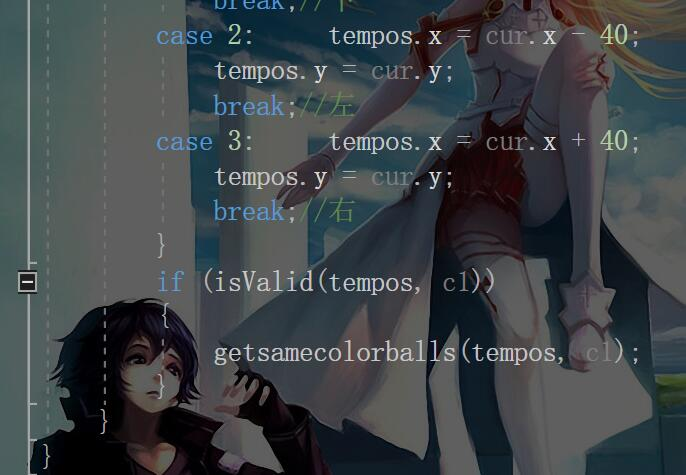 break;//下
case 2: tempos.x = cur.x - 40;
tempos.y = cur.y;
break;//左
case 3: tempos.x = cur.x + 40;
tempos.y = cur.y;
break;//右
}
if (isValid(tempos, cl))
{
getsamecolorballs(tempos, cl);
}
}
}